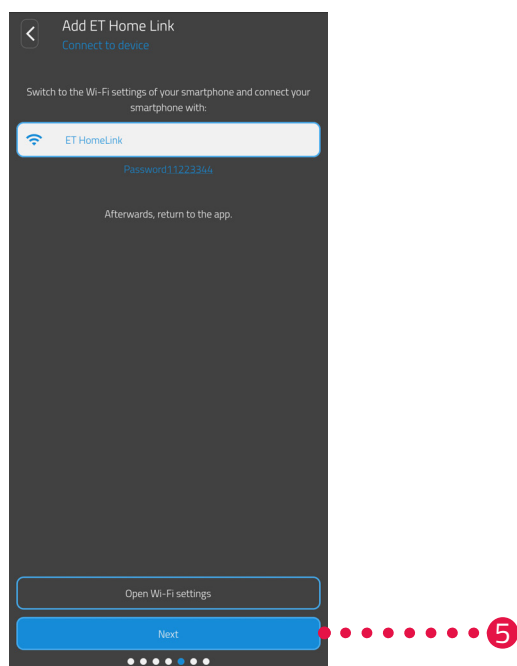 Add ET Home Link
Connect to device
Switch to the Wi-Fi settings of your smartphone and connect your
smartphone with:
ET HomeLink
Password11223344
Afterwards, return to the app.
Open Wi-Fi settings
Next
5